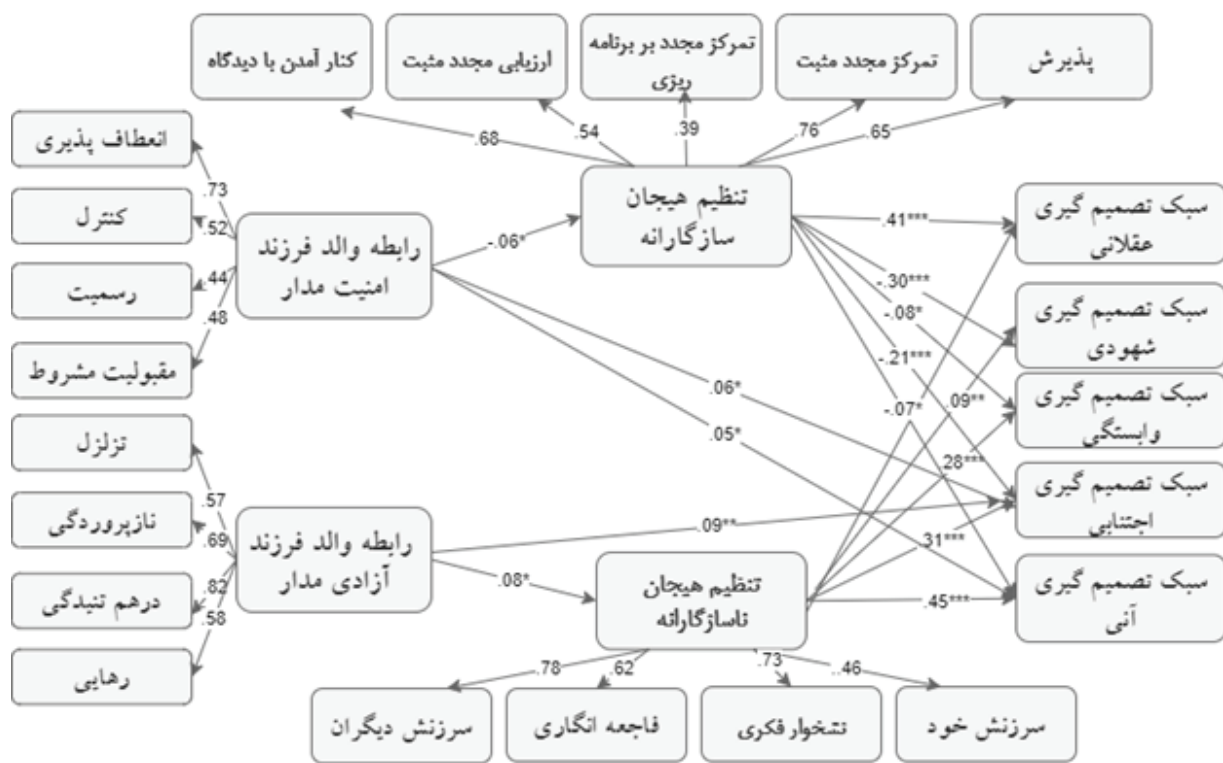 کنار آمدن با دیدگاه
ارزیابی مجدد مثبت
تمرکز مجدد بر برنامه
ریزی
تمرکز مجدد مثبت
پذیرش
.68
.54
.39
.76
.65
انعطاف پذیری
کنترل
رسمیت
مقبولیت مشروط
.73
.52
.44
.48
رابطه والد فرزند
امنیت مدار
-.06*
تنظیم هیجان
سازگارانه
.41***
-.30***
-.08*
-.21***
-.07*
.09**
.06*
.05*
.28***
.31***
.45***
سبک تصمیم گیری
عقلانی
سبک تصمیم گیری
شهودی
سبک تصمیم گیری
وابستگی
سبک تصمیم گیری
اجتنابی
سبک تصمیم گیری
آنی
تزلزل
نازپروردگی
درهم تنیدگی
رهایی
.57
.69
.82
.58
رابطه والد فرزند
آزادی مدار
.09**
.08*
تنظیم هیجان
ناسازگارانه
.78
.62
.73
..46
سرزنش دیگران
فاجعه انگاری
نشخوار فکری
سرزنش خود